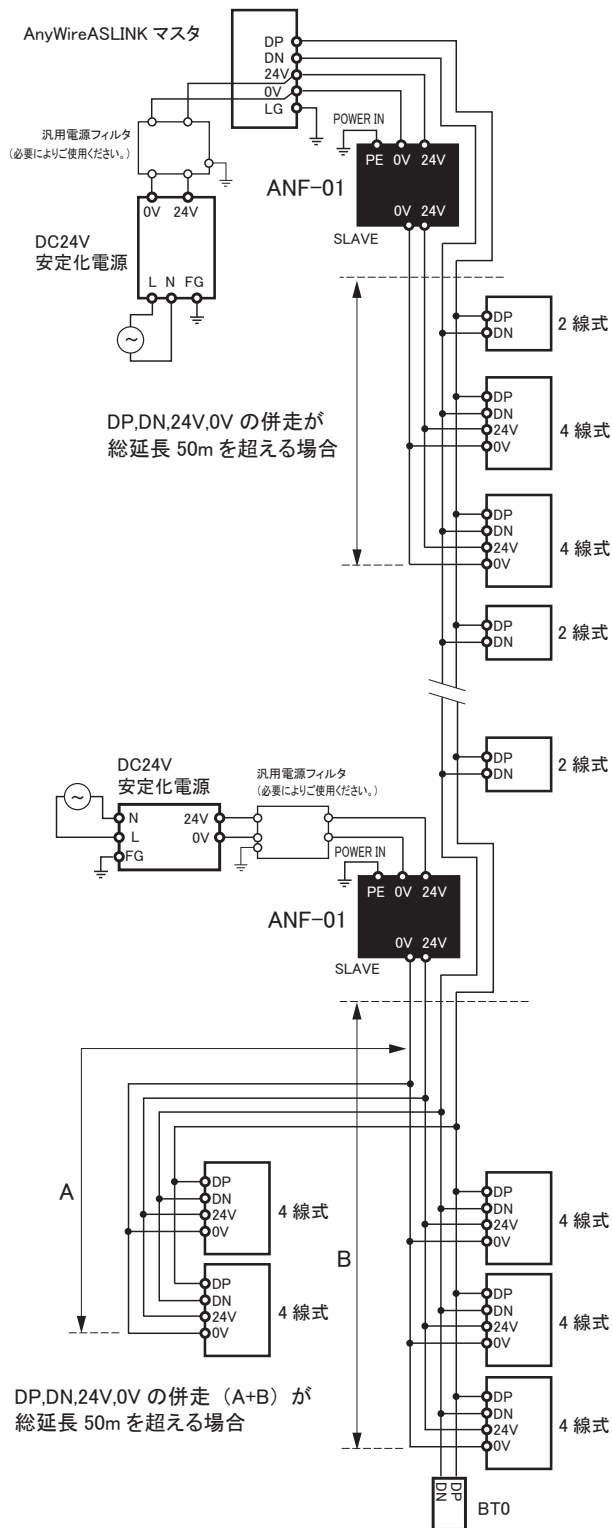 AnyWireASLINK マスタ
DP
DN
24V
0V
LG
汎用電源フィルタ
(必要によりご使用ください。)
POWER IN
PE 0V 24V
ANF-01
0V 24V
SLAVE
0V 24V
DC24V
安定化電源
L N FG
DP
DN
2 線式
DP,DN,24V,0V の併走が
総延長 50m を超える場合
DP
DN
24V
0V
4 線式
DP
DN
24V
0V
4 線式
DP
DN
2 線式
DP
DN
2 線式
DC24V
安定化電源
N
L
FG
24V
0V
汎用電源フィルタ
(必要によりご使用ください。)
POWER IN
PE 0V 24V
ANF-01
0V 24V
SLAVE
A
DP
DN
24V
0V
4 線式
DP
DN
24V
0V
4 線式
B
DP
DN
24V
0V
4 線式
DP
DN
24V
0V
4 線式
DP
DN
24V
0V
4 線式
DP,DN,24V,0V の併走（A+B）が
総延長 50m を超える場合
DP
DN
BT0